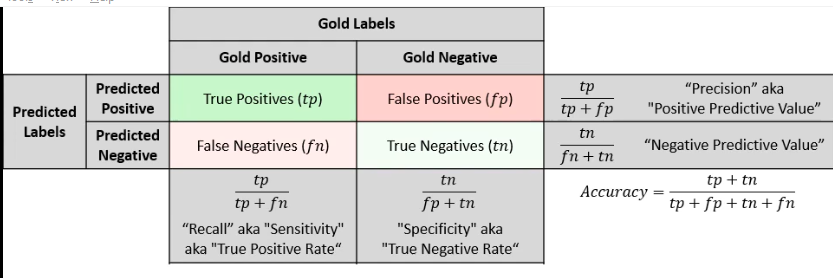 Gold Labels
Gold Positive Gold Negative
Predicted Labels
Predicted Positive
True Positives (tp)
False Positives (fp)
tp / tp + fp
“Precision” aka
"Positive Predictive Value”
Predicted Negative
False Negatives (fn)
True Negatives (tn)
tn / fn + tn
“Negative Predictive Value”
tp / tp + fn
“Recall” aka "Sensitivity"
aka "True Positive Rate“
tn / fp + tn
"Specificity" aka
"True Negative Rate“
Accuracy = tp + tn / tp + fp + tn + fn